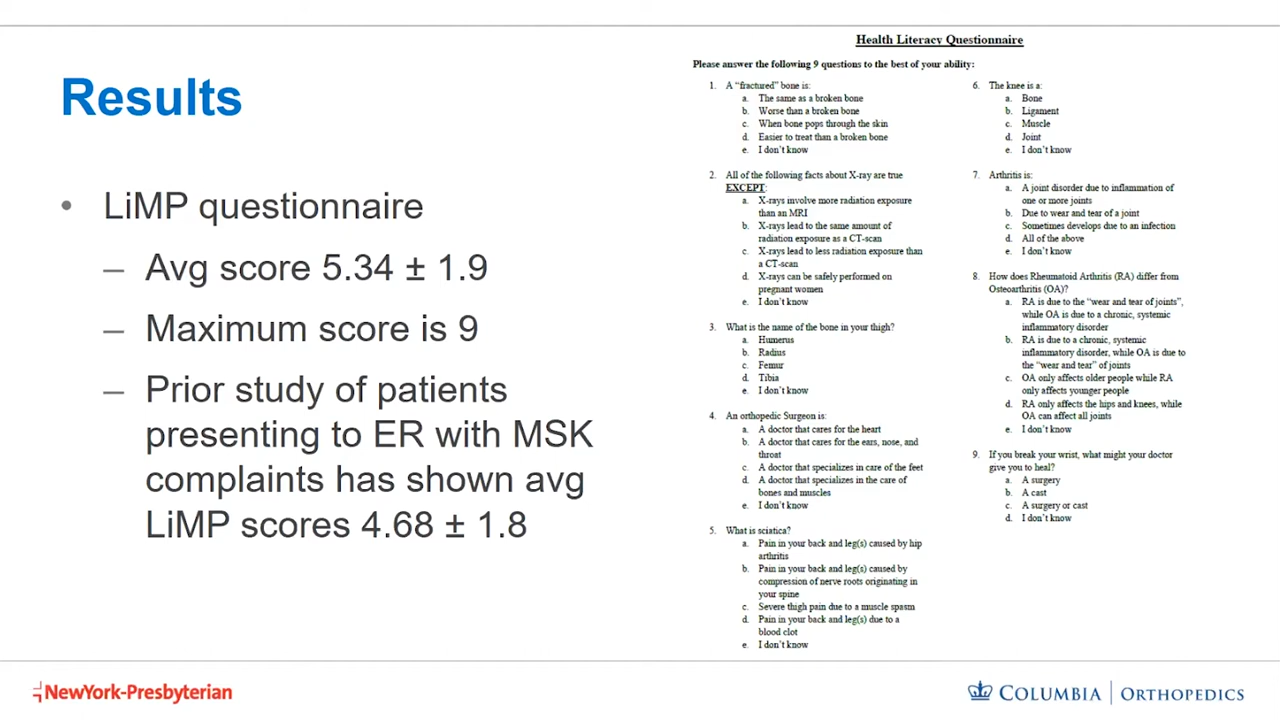 Results
• LiMP questionnaire
– Avg score 5.34 ± 1.9
– Maximum score is 9
– Prior study of patients
presenting to ER with MSK
complaints has shown avg
LiMP scores 4.68 ± 1.8
Health Literacy Questionnaire
Please answer the following 9 questions to the best of your ability:
1. A “fractured” bone is:
a. The same as a broken bone
b. Worse than a broken bone
c. When bone pops through the skin
d. Easier to treat than a broken bone
e. I don’t know
2. All of the following facts about X-ray are true
EXCEPT:
a. X-rays involve more radiation exposure
than an MRI
b. X-rays lead to the same amount of
radiation exposure as a CT-scan
c. X-rays lead to less radiation exposure than
a CT-scan
d. X-rays can be safely performed on
pregnant women
e. I don’t know
3. What is the name of the bone in your thigh?
a. Humerus
b. Radius
c. Femur
d. Tibia
e. I don’t know
4. An orthopedic Surgeon is:
a. A doctor that cares for the heart
b. A doctor that cares for the ears, nose, and
throat
c. A doctor that specializes in care of the feet
d. A doctor that specializes in the care of
bones and muscles
e. I don’t know
5. What is sciatica?
a. Pain in your back and leg(s) caused by hip
arthritis
b. Pain in your back and leg(s) caused by
compression of nerve roots originating in
your spine
c. Severe thigh pain due to a muscle spasm
d. Pain in your back and leg(s) due to a
blood clot
e. I don’t know
6. The knee is a:
a. Bone
b. Ligament
c. Muscle
d. Joint
e. I don’t know
7. Arthritis is:
a. A joint disorder due to inflammation of
one or more joints
b. Due to wear and tear of a joint
c. Sometimes develops due to an infection
d. All of the above
e. I don’t know
8. How does Rheumatoid Arthritis (RA) differ from
Osteoarthritis (OA)?
a. RA is due to the “wear and tear of joints”,
while OA is due to a chronic, systemic
inflammatory disorder
b. RA is due to a chronic, systemic
inflammatory disorder, while OA is due to
the “wear and tear” of joints
c. OA only affects older people while RA
only affects younger people
d. RA only affects the hips and knees, while
OA can affect all joints
e. I don’t know
9. If you break your wrist, what might your doctor
give you to heal?
a. A surgery
b. A cast
c. A surgery or cast
d. I don’t know
NewYork-Presbyterian
COLUMBIA | ORTHOPEDICS